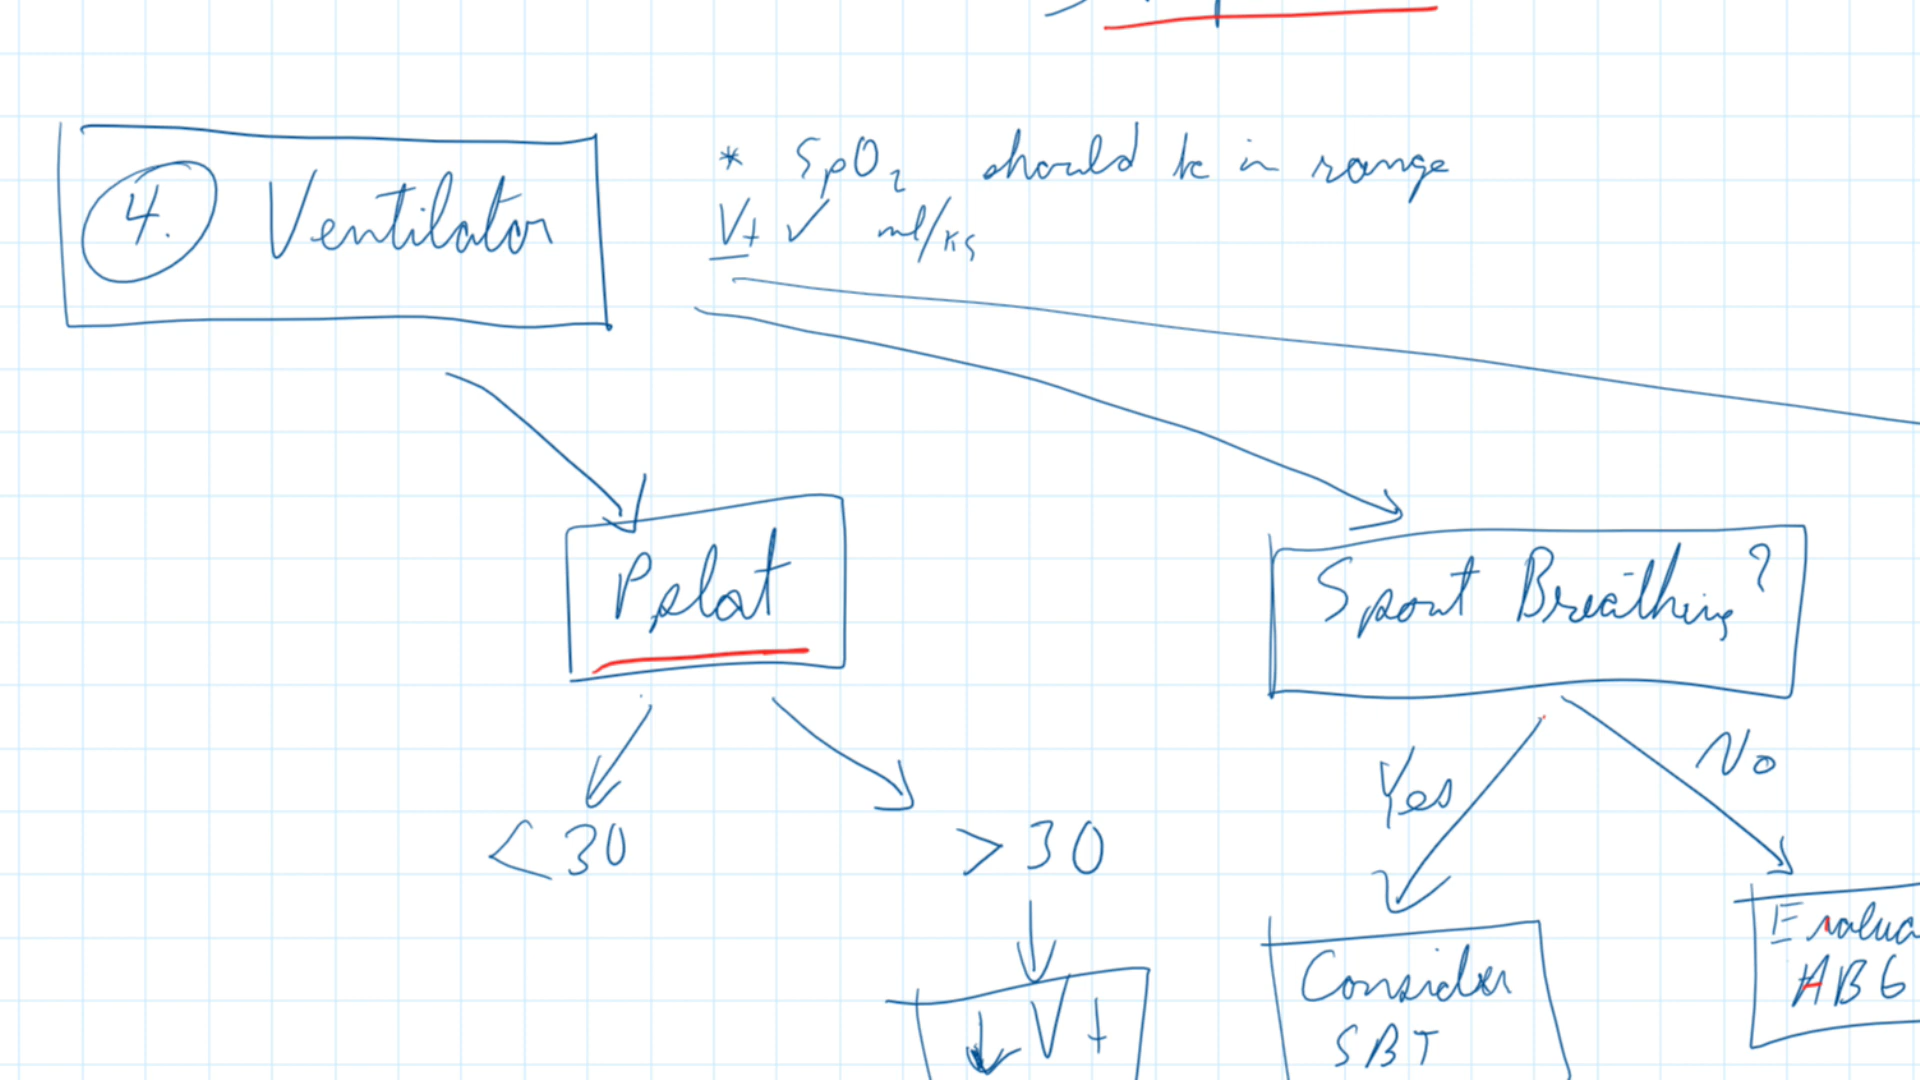 4. Ventilator
* SpO2 should be in range
Vt ✓ ml/kg
Pplat
Spont Breathing?
<30
>30
Yes
No
↓ Vt
Consider
SBT
Evalua
ABG